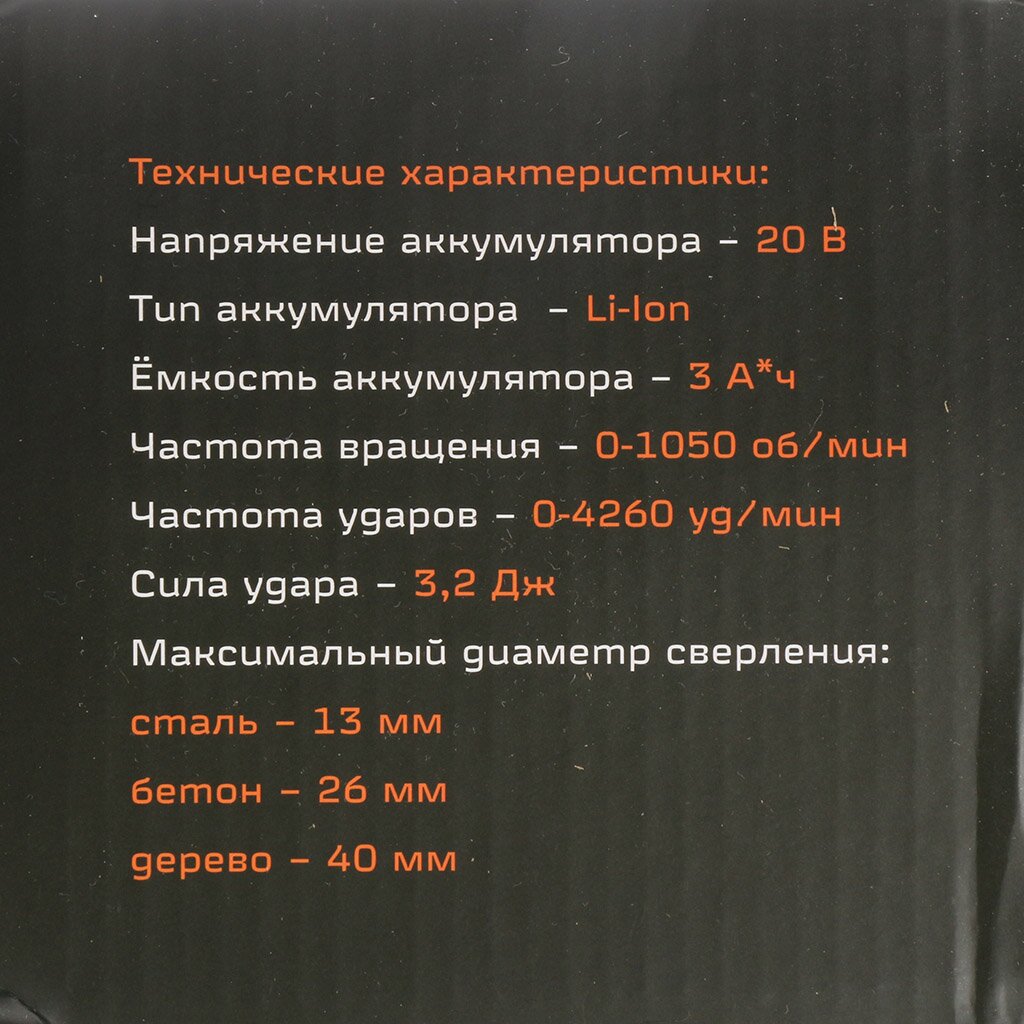 Технические характеристики:
Напряжение аккумулятора – 20 В
Тип аккумулятора – Li-Ion
Ёмкость аккумулятора – 3 А*ч
Частота вращения – 0-1050 об/мин
Частота ударов – 0-4260 уд/мин
Сила удара – 3,2 Дж
Максимальный диаметр сверления:
сталь – 13 мм
бетон – 26 мм
дерево – 40 мм